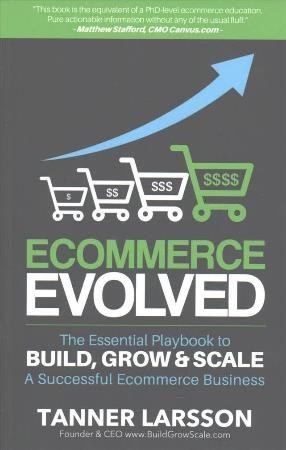 "This book is the equivalent of a PhD-level ecommerce education.
Pure actionable information without any of the usual fluff."
- Matthew Stafford, CMO Canvus.com -
$
$$
$$$
$$$$
ECOMMERCE
EVOLVED
The Essential Playbook to
BUILD, GROW & SCALE
A Successful Ecommerce Business
TANNER LARSSON
Founder & CEO www.BuildGrowScale.com